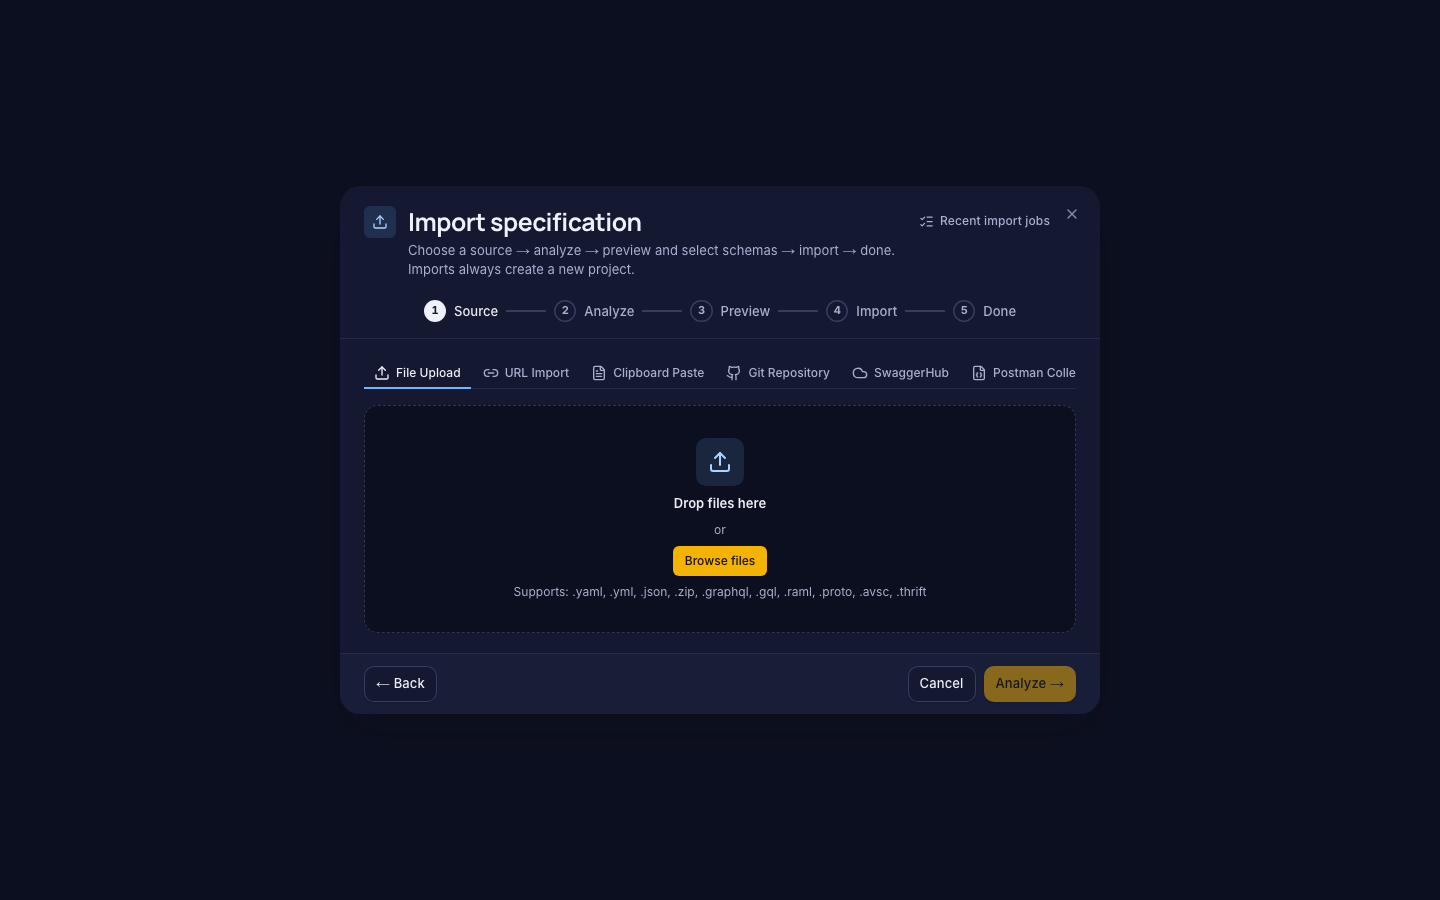 Import specification
Recent import jobs
Choose a source → analyze → preview and select schemas → import → done.
Imports always create a new project.
1 Source 2 Analyze 3 Preview 4 Import 5 Done
File Upload URL Import Clipboard Paste Git Repository SwaggerHub Postman Colle
Drop files here
or
Browse files
Supports: .yaml, .yml, .json, .zip, .graphql, .gql, .raml, .proto, .avsc, .thrift
← Back Cancel Analyze →